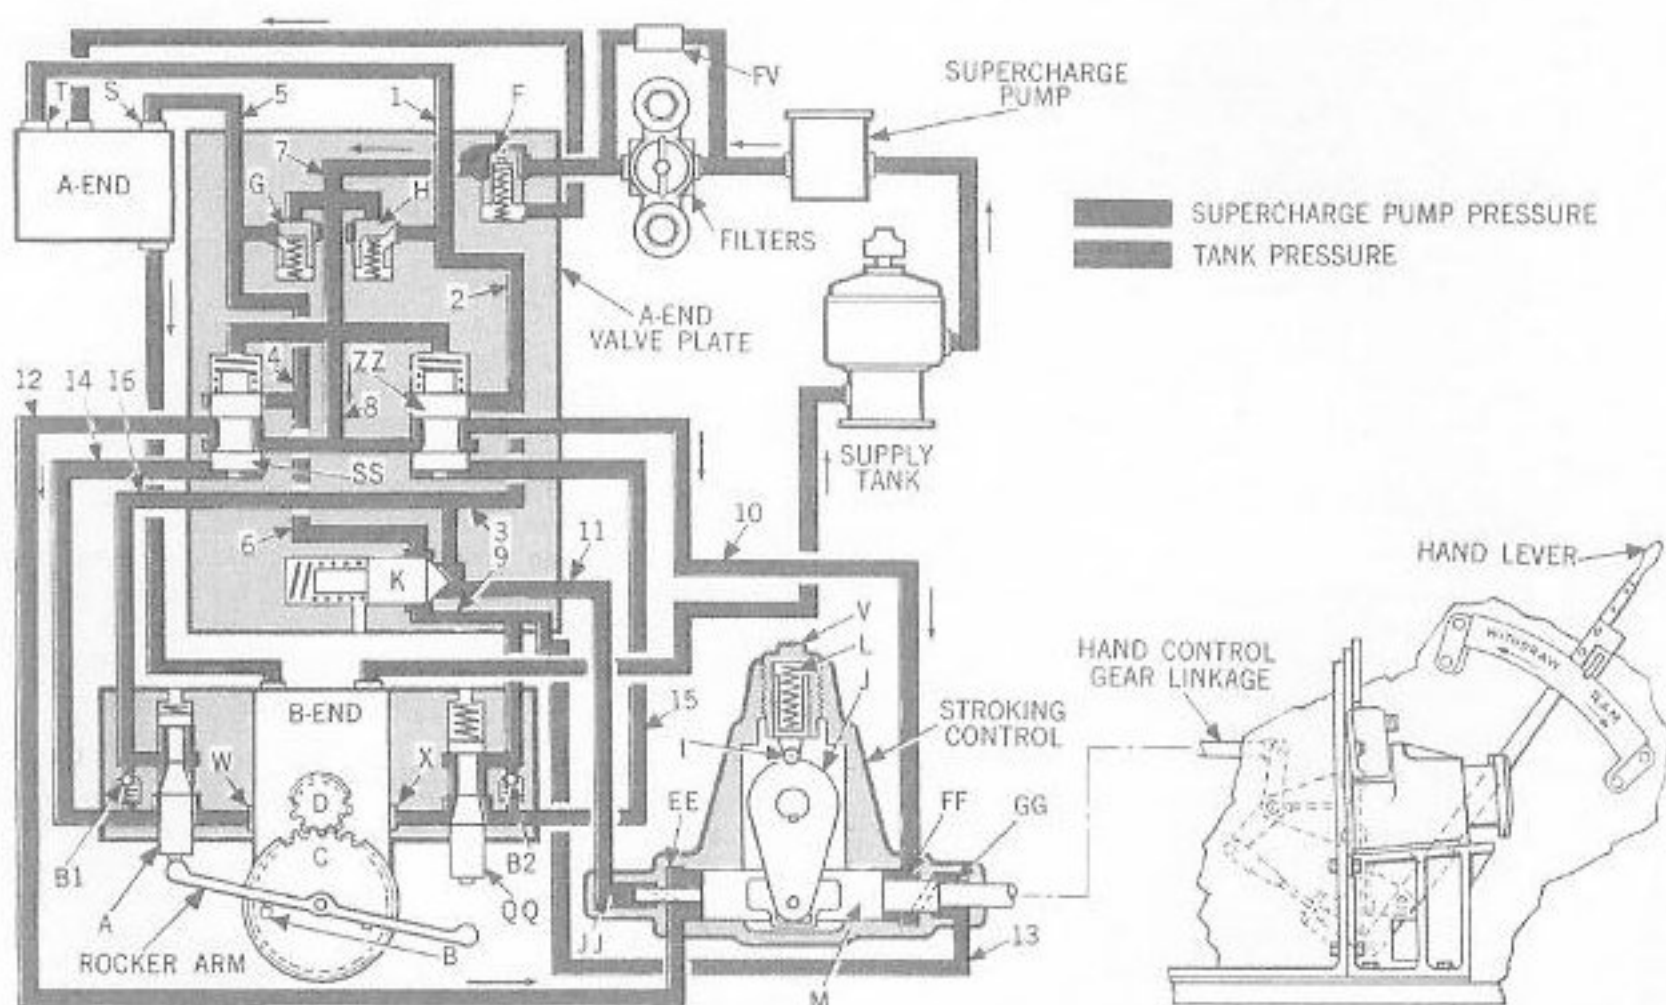 FV
SUPERCHARGE
PUMP
T
S
5
1
F
7
A-END
G
H
FILTERS
SUPERCHARGE PUMP PRESSURE
TANK PRESSURE
2
A-END
VALVE PLATE
12
14
16
4
ZZ
8
SS
SUPPLY
TANK
6
3
9
11
10
K
HAND LEVER
V
L
J
HAND CONTROL
GEAR LINKAGE
WITHDRAW
RAM
B-END
15
STROKING
CONTROL
W
X
I
D
EE
FF
GG
C
B1
B2
A
QQ
ROCKER ARM
B
JJ
13
M